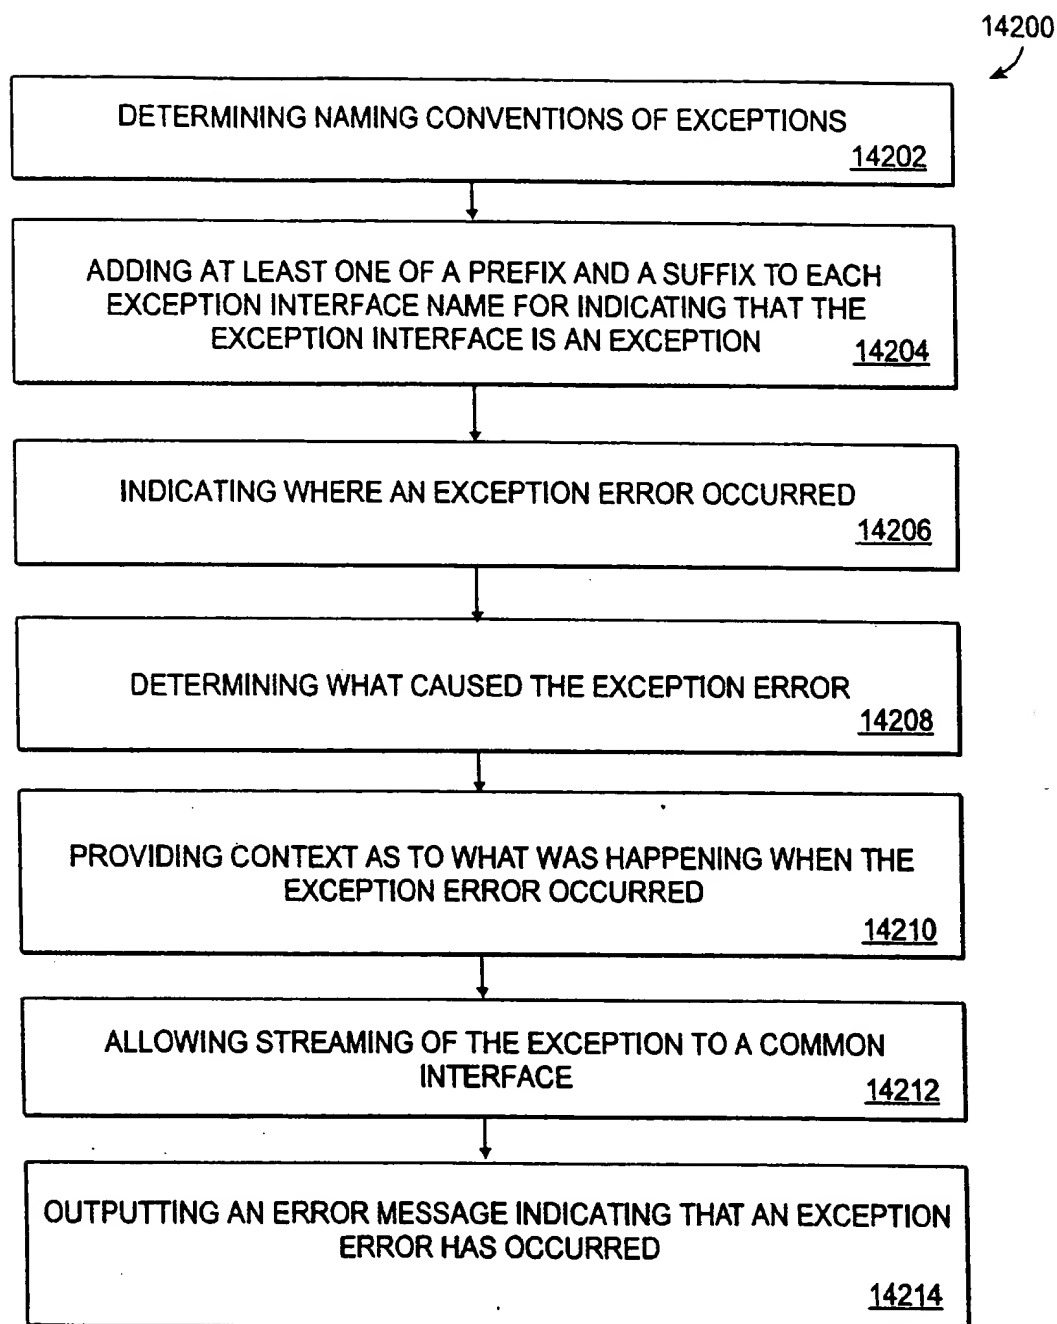 14200
DETERMINING NAMING CONVENTIONS OF EXCEPTIONS
14202
ADDING AT LEAST ONE OF A PREFIX AND A SUFFIX TO EACH
EXCEPTION INTERFACE NAME FOR INDICATING THAT THE
EXCEPTION INTERFACE IS AN EXCEPTION
14204
INDICATING WHERE AN EXCEPTION ERROR OCCURRED
14206
DETERMINING WHAT CAUSED THE EXCEPTION ERROR
14208
PROVIDING CONTEXT AS TO WHAT WAS HAPPENING WHEN THE
EXCEPTION ERROR OCCURRED
14210
ALLOWING STREAMING OF THE EXCEPTION TO A COMMON
INTERFACE
14212
OUTPUTTING AN ERROR MESSAGE INDICATING THAT AN EXCEPTION
ERROR HAS OCCURRED
14214